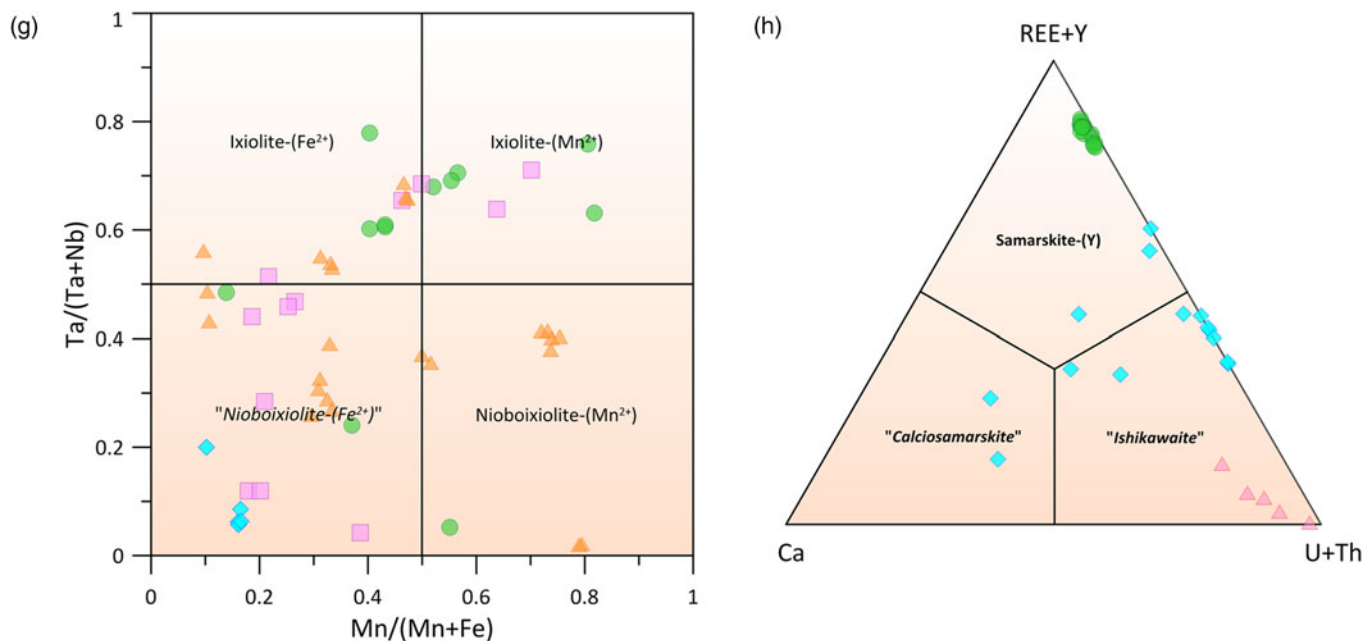 (g)
1
0.8
0.6
0.4
0.2
0
Ta/(Ta+Nb)
Ixiolite-(Fe²⁺)
Ixiolite-(Mn²⁺)
"Nioboixiolite-(Fe²⁺)"
Nioboixiolite-(Mn²⁺)
0
0.2
0.4
0.6
0.8
1
Mn/(Mn+Fe)
(h)
REE+Y
Samarskite-(Y)
"Calciosamarskite"
"Ishikawaite"
Ca
U+Th